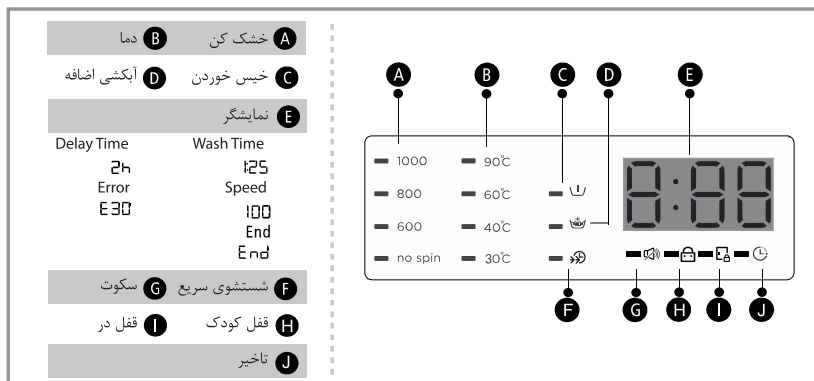 A خشک کن B دما
C خیس خوردن D آبکشی اضافه
E نمایشگر
Delay Time Wash Time
2h 1:25
Error Speed
E30 100
End
End
F شستشوی سریع G سکوت
H قفل کودک I قفل در
J تاخیر
A B C D E
1000 90°C
800 60°C
600 40°C
no spin 30°C
8:88
F G H I J